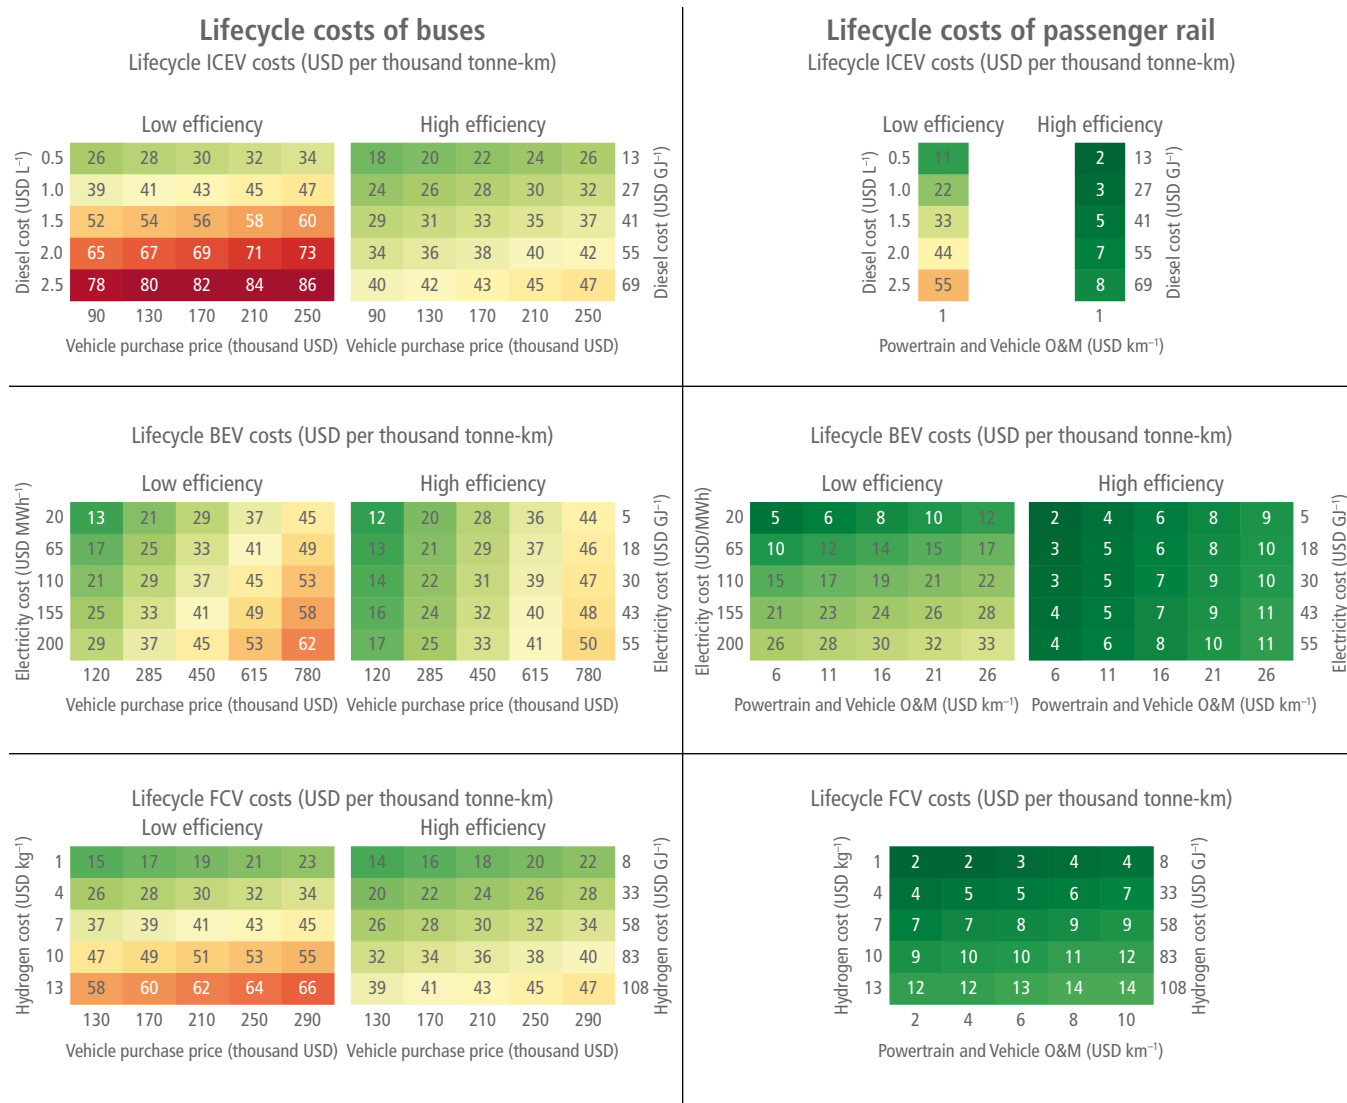 Lifecycle costs of buses
Lifecycle ICEV costs (USD per thousand tonne-km)
Low efficiency High efficiency
Diesel cost (USD L⁻¹)
0.5 26 28 30 32 34 18 20 22 24 26 13
1.0 39 41 43 45 47 24 26 28 30 32 27
1.5 52 54 56 58 60 29 31 33 35 37 41
2.0 65 67 69 71 73 34 36 38 40 42 55
2.5 78 80 82 84 86 40 42 43 45 47 69
Diesel cost (USD GJ⁻¹)
90 130 170 210 250 90 130 170 210 250
Vehicle purchase price (thousand USD) Vehicle purchase price (thousand USD)
Lifecycle costs of passenger rail
Lifecycle ICEV costs (USD per thousand tonne-km)
Low efficiency High efficiency
Diesel cost (USD L⁻¹)
0.5 11 2 13
1.0 22 3 27
1.5 33 5 41
2.0 44 7 55
2.5 55 8 69
Diesel cost (USD GJ⁻¹)
1 1
Powertrain and Vehicle O&M (USD km⁻¹)
Lifecycle BEV costs (USD per thousand tonne-km)
Low efficiency High efficiency
Electricity cost (USD MWh⁻¹)
20 13 21 29 37 45 12 20 28 36 44 5
65 17 25 33 41 49 13 21 29 37 46 18
110 21 29 37 45 53 14 22 31 39 47 30
155 25 33 41 49 58 16 24 32 40 48 43
200 29 37 45 53 62 17 25 33 41 50 55
Electricity cost (USD GJ⁻¹)
120 285 450 615 780 120 285 450 615 780
Vehicle purchase price (thousand USD) Vehicle purchase price (thousand USD)
Lifecycle BEV costs (USD per thousand tonne-km)
Low efficiency High efficiency
Electricity cost (USD/MWh)
20 5 6 8 10 12 2 4 6 8 9 5
65 10 12 14 15 17 3 5 6 8 10 18
110 15 17 19 21 22 3 5 7 9 10 30
155 21 23 24 26 28 4 5 7 9 11 43
200 26 28 30 32 33 4 6 8 10 11 55
Electricity cost (USD GJ⁻¹)
6 11 16 21 26 6 11 16 21 26
Powertrain and Vehicle O&M (USD km⁻¹) Powertrain and Vehicle O&M (USD km⁻¹)
Lifecycle FCV costs (USD per thousand tonne-km)
Low efficiency High efficiency
Hydrogen cost (USD kg⁻¹)
1 15 17 19 21 23 14 16 18 20 22 8
4 26 28 30 32 34 20 22 24 26 28 33
7 37 39 41 43 45 26 28 30 32 34 58
10 47 49 51 53 55 32 34 36 38 40 83
13 58 60 62 64 66 39 41 43 45 47 108
Hydrogen cost (USD GJ⁻¹)
130 170 210 250 290 130 170 210 250 290
Vehicle purchase price (thousand USD) Vehicle purchase price (thousand USD)
Lifecycle FCV costs (USD per thousand tonne-km)
Hydrogen cost (USD kg⁻¹)
1 2 2 3 4 4 8
4 4 5 5 6 7 33
7 7 7 8 9 9 58
10 9 10 10 11 12 83
13 12 12 13 14 14 108
Hydrogen cost (USD GJ⁻¹)
2 4 6 8 10
Powertrain and Vehicle O&M (USD km⁻¹)